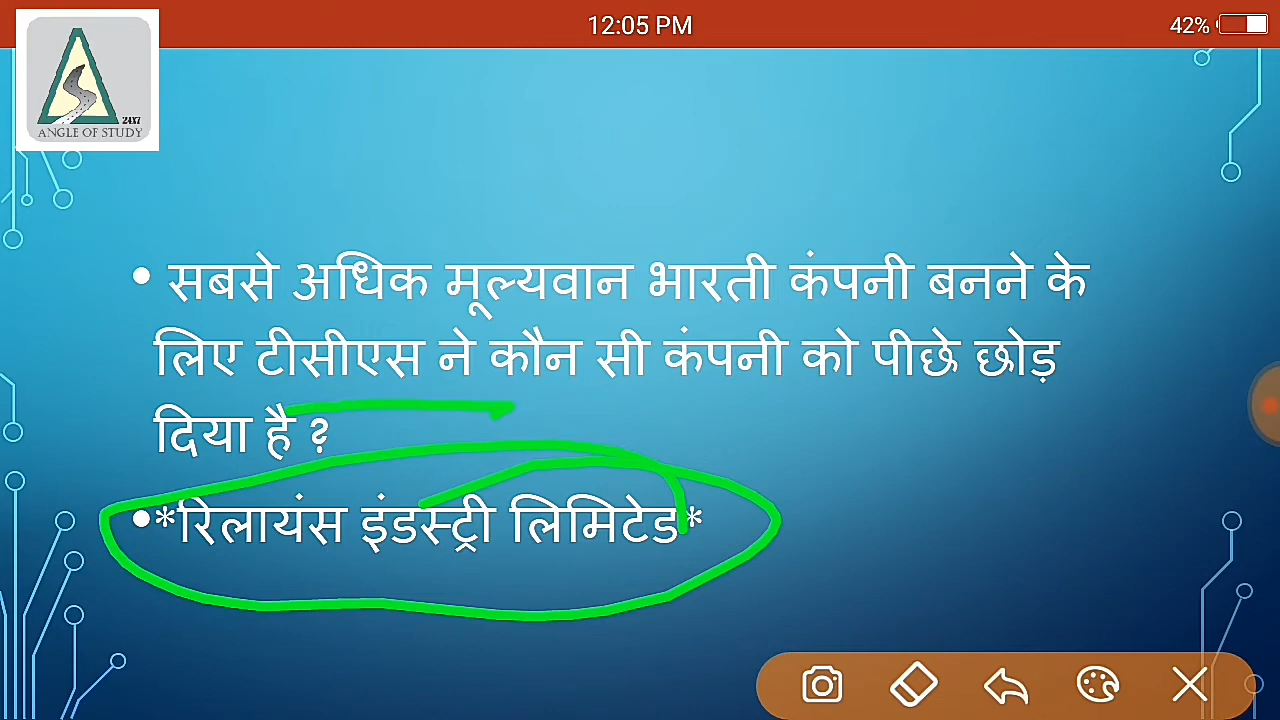 12:05 PM
42%
24X7
ANGLE OF STUDY
• सबसे अधिक मूल्यवान भारती कंपनी बनने के
लिए टीसीएस ने कौन सी कंपनी को पीछे छोड़
दिया है ?
• *रिलायंस इंडस्ट्री लिमिटेड*